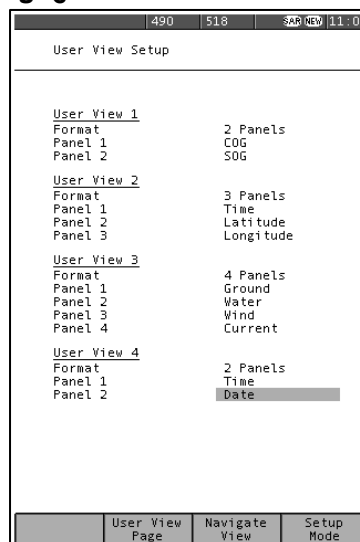 490 518 SAR NEW 11:0
User View Setup
User View 1
Format 2 Panels
Panel 1 COG
Panel 2 SOG
User View 2
Format 3 Panels
Panel 1 Time
Panel 2 Latitude
Panel 3 Longitude
User View 3
Format 4 Panels
Panel 1 Ground
Panel 2 Water
Panel 3 Wind
Panel 4 Current
User View 4
Format 2 Panels
Panel 1 Time
Panel 2 Date
User View Page Navigate View Setup Mode